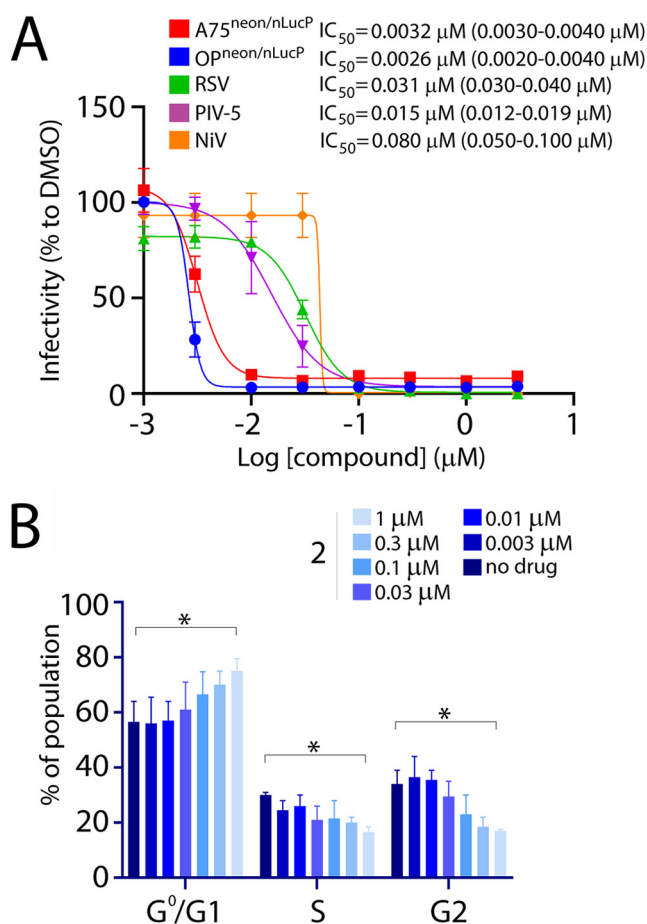 A
A75neon/nLucP IC50=0.0032 µM (0.0030-0.0040 µM)
OPneon/nLucP IC50=0.0026 µM (0.0020-0.0040 µM)
RSV IC50=0.031 µM (0.030-0.040 µM)
PIV-5 IC50=0.015 µM (0.012-0.019 µM)
NiV IC50=0.080 µM (0.050-0.100 µM)
Infectivity (% to DMSO)
150
100
50
0
-3 -2 -1 0 1
Log [compound] (µM)
B
2
1 µM 0.01 µM
0.3 µM 0.003 µM
0.1 µM no drug
0.03 µM
% of population
100
80
60
40
20
0
* * *
G0/G1 S G2